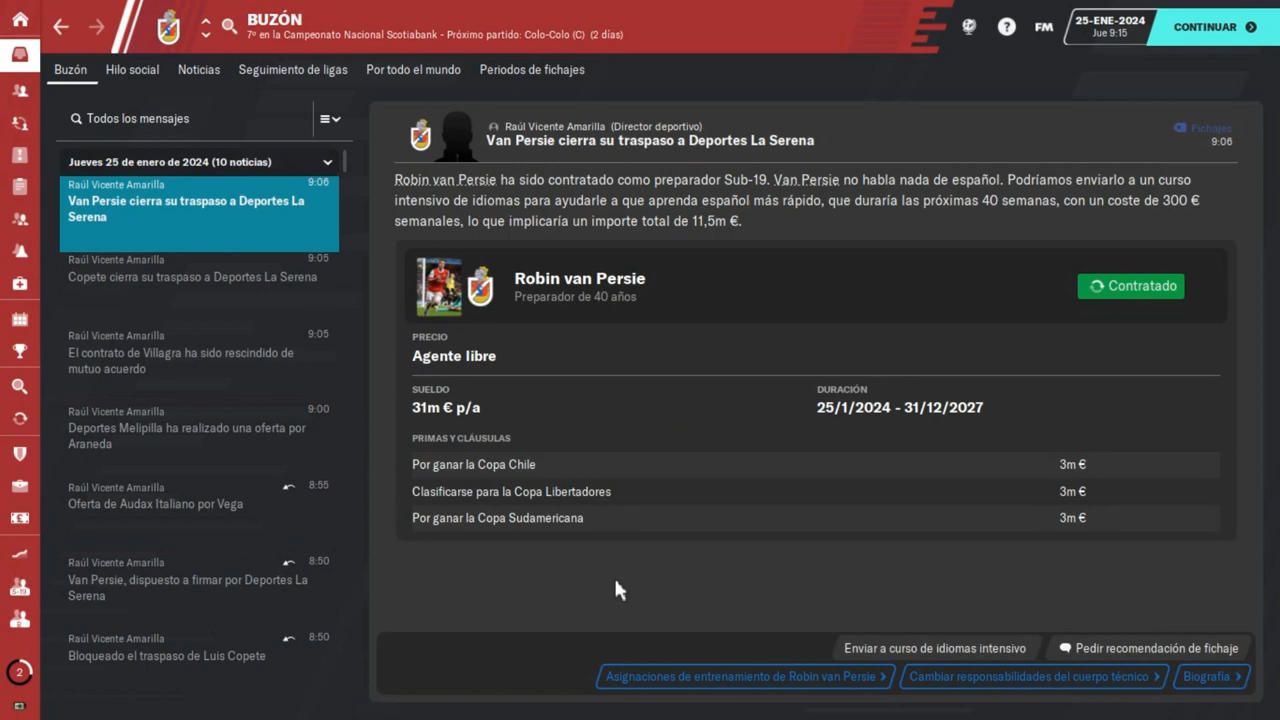 BUZÓN
7º en la Campeonato Nacional Scotiabank - Próximo partido: Colo-Colo (C) (2 días)
FM
25-ENE-2024
Jue 9:15
CONTINUAR
Buzón
Hilo social
Noticias
Seguimiento de ligas
Por todo el mundo
Periodos de fichajes
Todos los mensajes
Jueves 25 de enero de 2024 (10 noticias)
Raúl Vicente Amarilla 9:06
Van Persie cierra su traspaso a Deportes La
Serena
Raúl Vicente Amarilla 9:05
Copete cierra su traspaso a Deportes La Serena
Raúl Vicente Amarilla 9:05
El contrato de Villagra ha sido rescindido de
mutuo acuerdo
Raúl Vicente Amarilla 9:00
Deportes Melipilla ha realizado una oferta por
Araneda
Raúl Vicente Amarilla 8:55
Oferta de Audax Italiano por Vega
Raúl Vicente Amarilla 8:50
Van Persie, dispuesto a firmar por Deportes La
Serena
Raúl Vicente Amarilla 8:50
Bloqueado el traspaso de Luis Copete
S-19
R
2
Raúl Vicente Amarilla (Director deportivo)
Van Persie cierra su traspaso a Deportes La Serena
Fichajes
9:06
Robin van Persie ha sido contratado como preparador Sub-19. Van Persie no habla nada de español. Podríamos enviarlo a un curso
intensivo de idiomas para ayudarle a que aprenda español más rápido, que duraría las próximas 40 semanas, con un coste de 300 €
semanales, lo que implicaría un importe total de 11,5m €.
Robin van Persie
Preparador de 40 años
Contratado
PRECIO
Agente libre
SUELDO
31m € p/a
DURACIÓN
25/1/2024 - 31/12/2027
PRIMAS Y CLÁUSULAS
Por ganar la Copa Chile 3m €
Clasificarse para la Copa Libertadores 3m €
Por ganar la Copa Sudamericana 3m €
Enviar a curso de idiomas intensivo
Pedir recomendación de fichaje
Asignaciones de entrenamiento de Robin van Persie
Cambiar responsabilidades del cuerpo técnico
Biografía